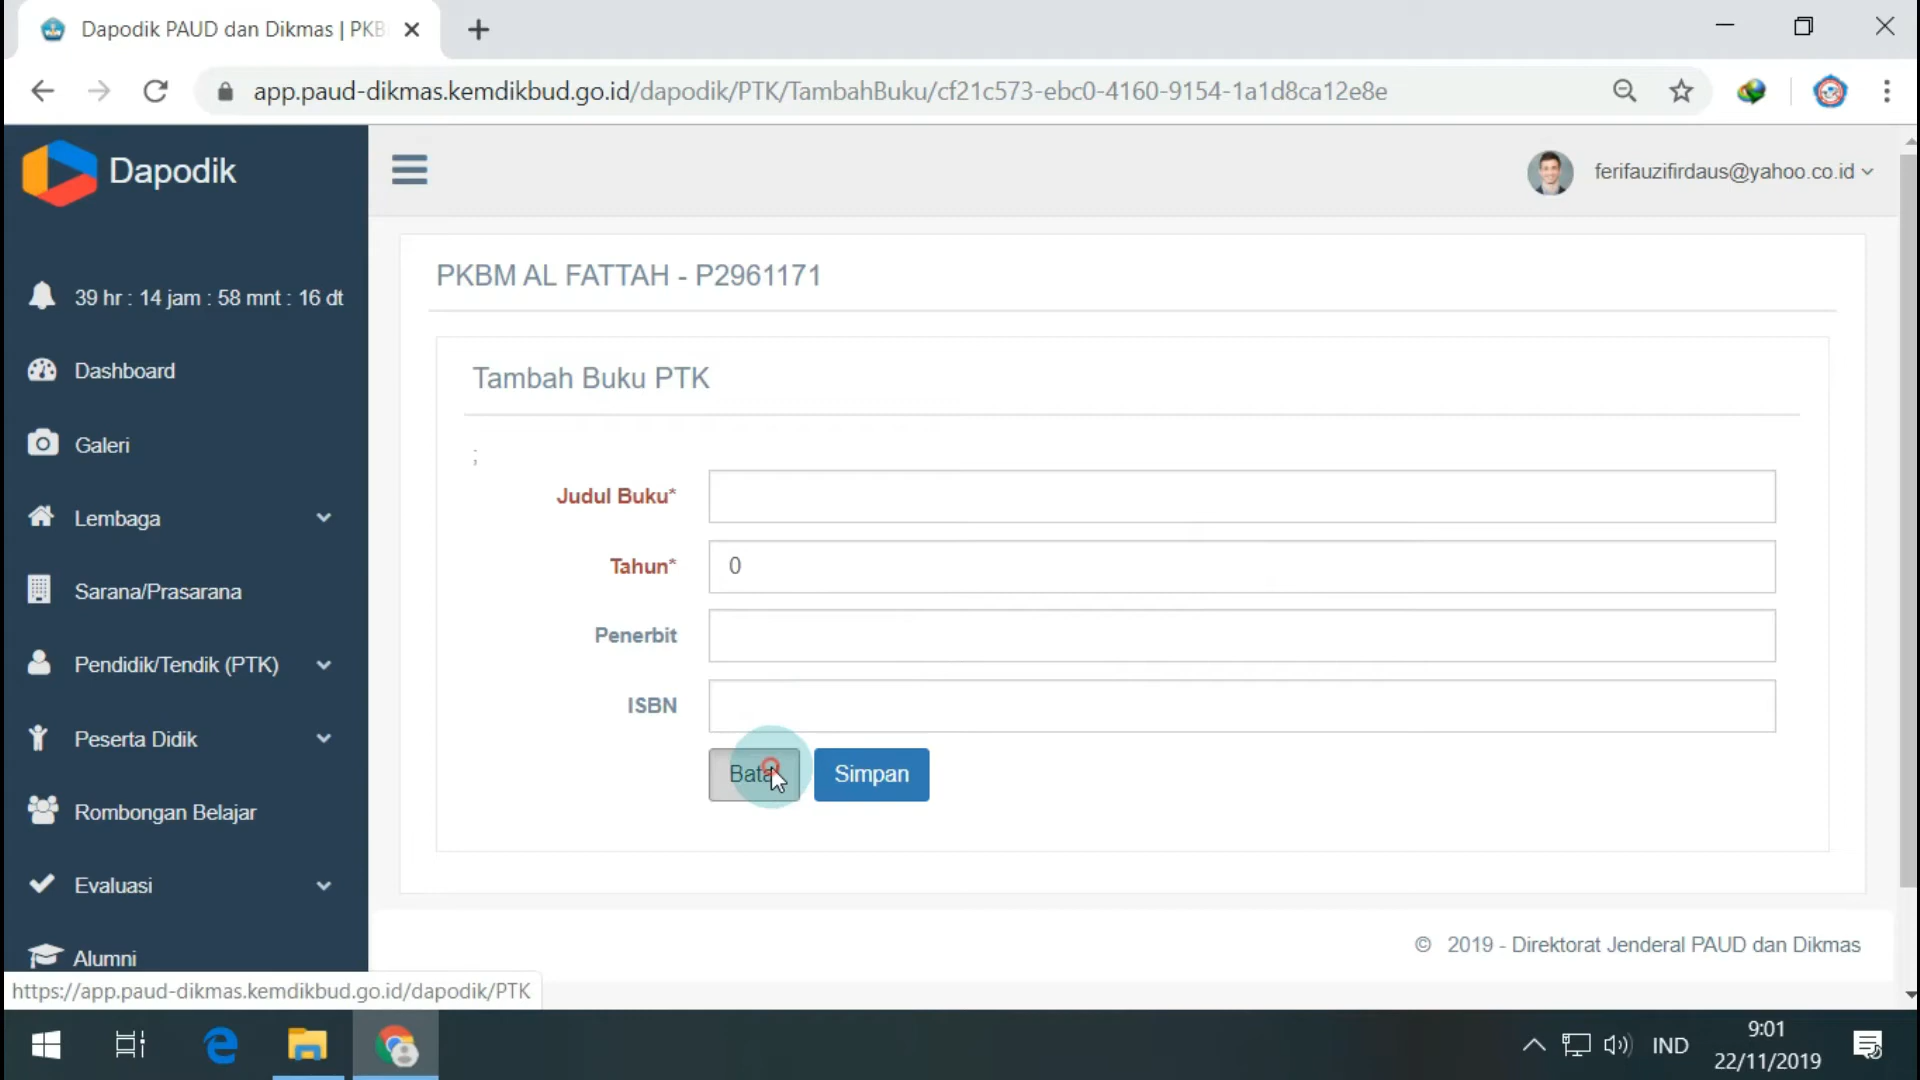 Dapodik PAUD dan Dikmas | PKB
app.paud-dikmas.kemdikbud.go.id/dapodik/PTK/TambahBuku/cf21c573-ebc0-4160-9154-1a1d8ca12e8e
Dapodik
ferifauzifirdaus@yahoo.co.id
39 hr : 14 jam : 58 mnt : 16 dt
Dashboard
Galeri
Lembaga
Sarana/Prasarana
Pendidik/Tendik (PTK)
Peserta Didik
Rombongan Belajar
Evaluasi
Alumni
PKBM AL FATTAH - P2961171
Tambah Buku PTK
;
Judul Buku*
Tahun* 0
Penerbit
ISBN
Batal Simpan
© 2019 - Direktorat Jenderal PAUD dan Dikmas
https://app.paud-dikmas.kemdikbud.go.id/dapodik/PTK
IND
9:01
22/11/2019